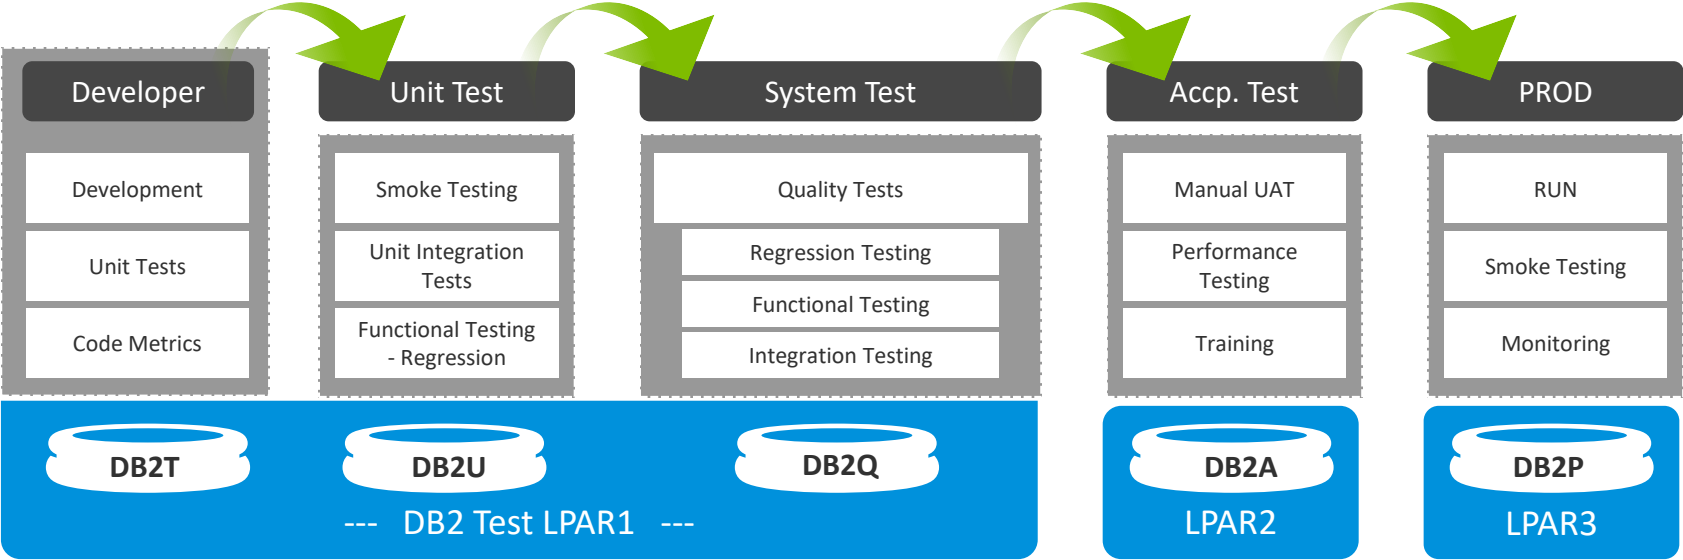 Developer
Unit Test
System Test
Accp. Test
PROD
Development
Unit Tests
Code Metrics
Smoke Testing
Unit Integration
Tests
Functional Testing
- Regression
Quality Tests
Regression Testing
Functional Testing
Integration Testing
Manual UAT
Performance
Testing
Training
RUN
Smoke Testing
Monitoring
DB2T
DB2U
DB2Q
DB2A
DB2P
--- DB2 Test LPAR1 ---
LPAR2
LPAR3